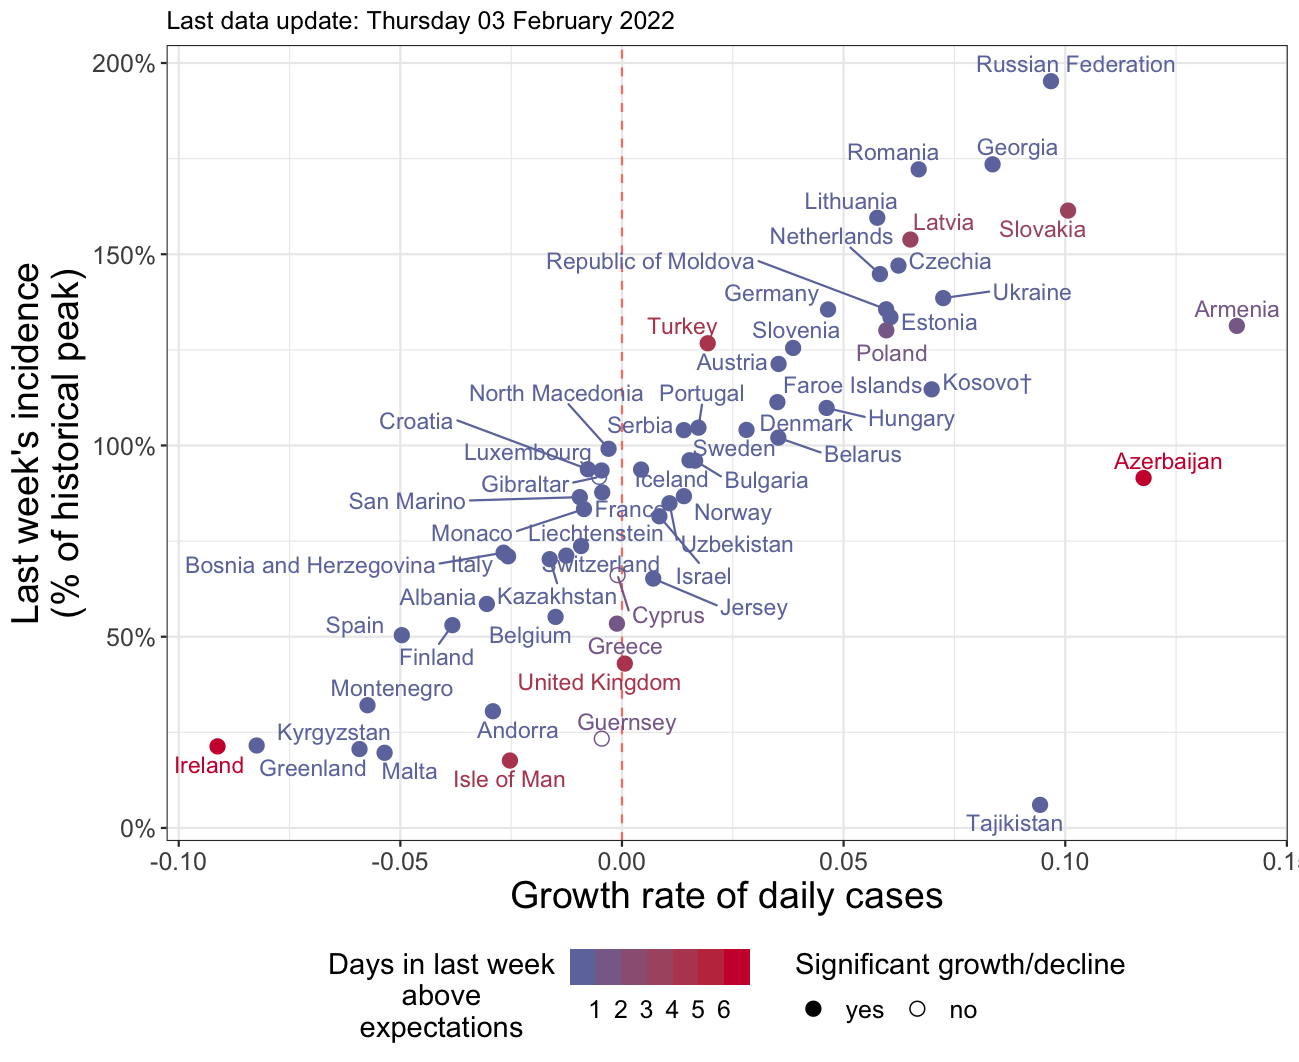 Last data update: Thursday 03 February 2022
Last week's incidence
(% of historical peak)
200%
150%
100%
50%
0%
Russian Federation
Georgia
Romania
Lithuania
Latvia
Slovakia
Netherlands
Republic of Moldova
Czechia
Germany
Ukraine
Armenia
Turkey
Slovenia
Estonia
Poland
Austria
Faroe Islands
Kosovo†
North Macedonia
Portugal
Croatia
Serbia
Denmark
Hungary
Luxembourg
Sweden
Belarus
Azerbaijan
Gibraltar
Iceland
Bulgaria
San Marino
France
Norway
Monaco
Liechtenstein
Uzbekistan
Bosnia and Herzegovina
Italy
Switzerland
Israel
Albania
Kazakhstan
Jersey
Cyprus
Spain
Belgium
Finland
Greece
United Kingdom
Montenegro
Guernsey
Kyrgyzstan
Andorra
Ireland
Greenland
Malta
Isle of Man
Tajikistan
-0.10
-0.05
0.00
0.05
0.10
Growth rate of daily cases
Days in last week
above
expectations
1 2 3 4 5 6
Significant growth/decline
yes
no